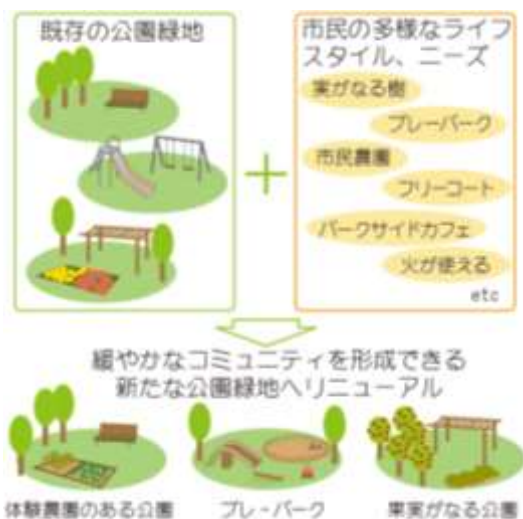 既存の公園緑地
市民の多様なライフ
スタイル、ニーズ
実がなる樹
プレーパーク
市民農園
フリーコート
パークサイドカフェ
火が使える
etc
緩やかなコミュニティを形成できる
新たな公園緑地へリニューアル
体験農園のある公園
プレ-パーク
果実がなる公園